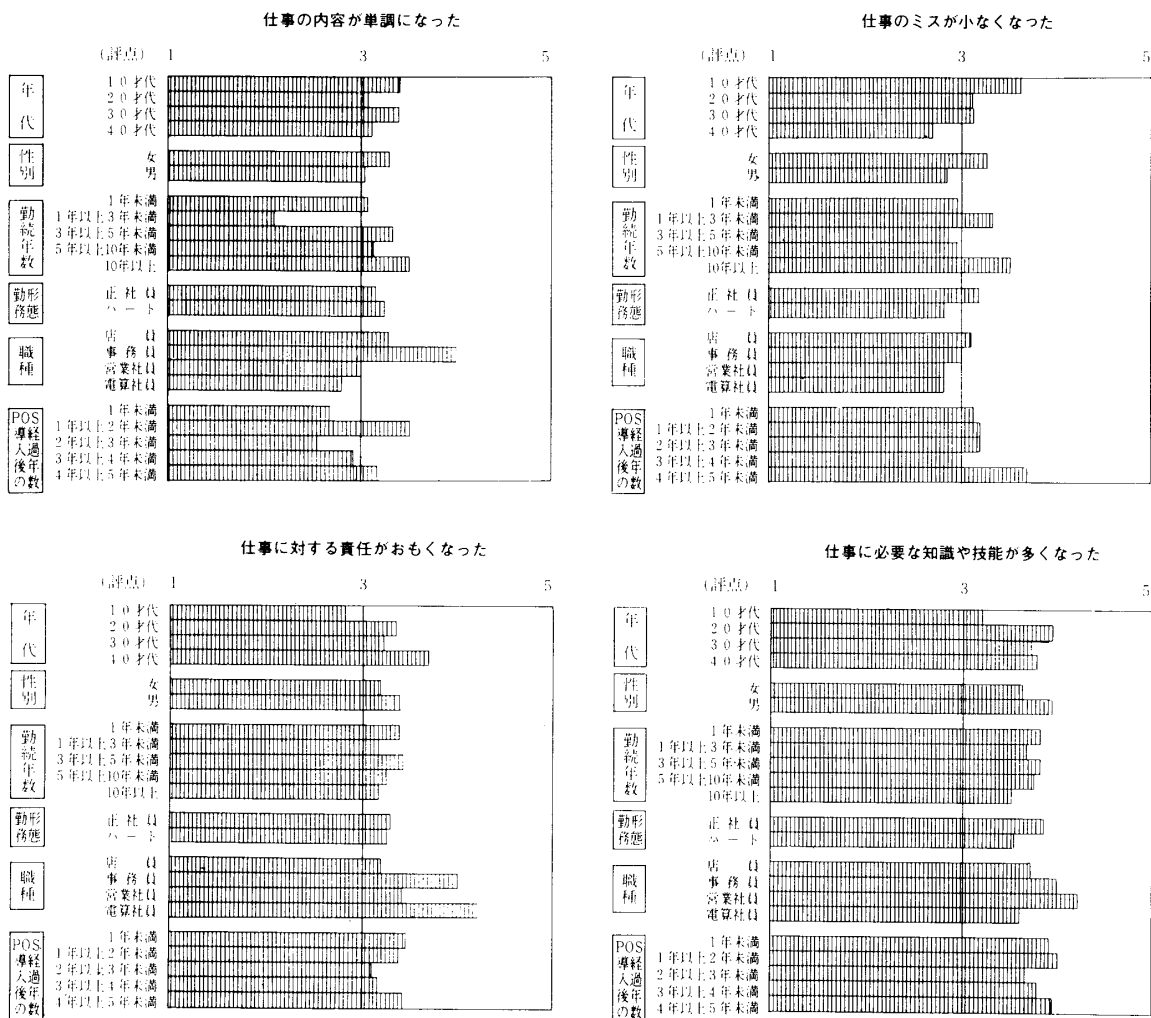 仕事の内容が単調になった
(評点) 1 3 5
年代
10才代
20才代
30才代
40才代
性別
女
男
勤続年数
1年未満
1年以上3年未満
3年以上5年未満
5年以上10年未満
10年以上
勤務形態
正社員
パート
職種
店員
事務員
営業社員
電算社員
POS導入後の経過年数
1年未満
1年以上2年未満
2年以上3年未満
3年以上4年未満
4年以上5年未満
仕事のミスが小なくなった
(評点) 1 3 5
年代
10才代
20才代
30才代
40才代
性別
女
男
勤続年数
1年未満
1年以上3年未満
3年以上5年未満
5年以上10年未満
10年以上
勤務形態
正社員
パート
職種
店員
事務員
営業社員
電算社員
POS導入後の経過年数
1年未満
1年以上2年未満
2年以上3年未満
3年以上4年未満
4年以上5年未満
仕事に対する責任がおもくなった
(評点) 1 3 5
年代
10才代
20才代
30才代
40才代
性別
女
男
勤続年数
1年未満
1年以上3年未満
3年以上5年未満
5年以上10年未満
10年以上
勤務形態
正社員
パート
職種
店員
事務員
営業社員
電算社員
POS導入後の経過年数
1年未満
1年以上2年未満
2年以上3年未満
3年以上4年未満
4年以上5年未満
仕事に必要な知識や技能が多くなった
(評点) 1 3 5
年代
10才代
20才代
30才代
40才代
性別
女
男
勤続年数
1年未満
1年以上3年未満
3年以上5年未満
5年以上10年未満
10年以上
勤務形態
正社員
パート
職種
店員
事務員
営業社員
電算社員
POS導入後の経過年数
1年未満
1年以上2年未満
2年以上3年未満
3年以上4年未満
4年以上5年未満